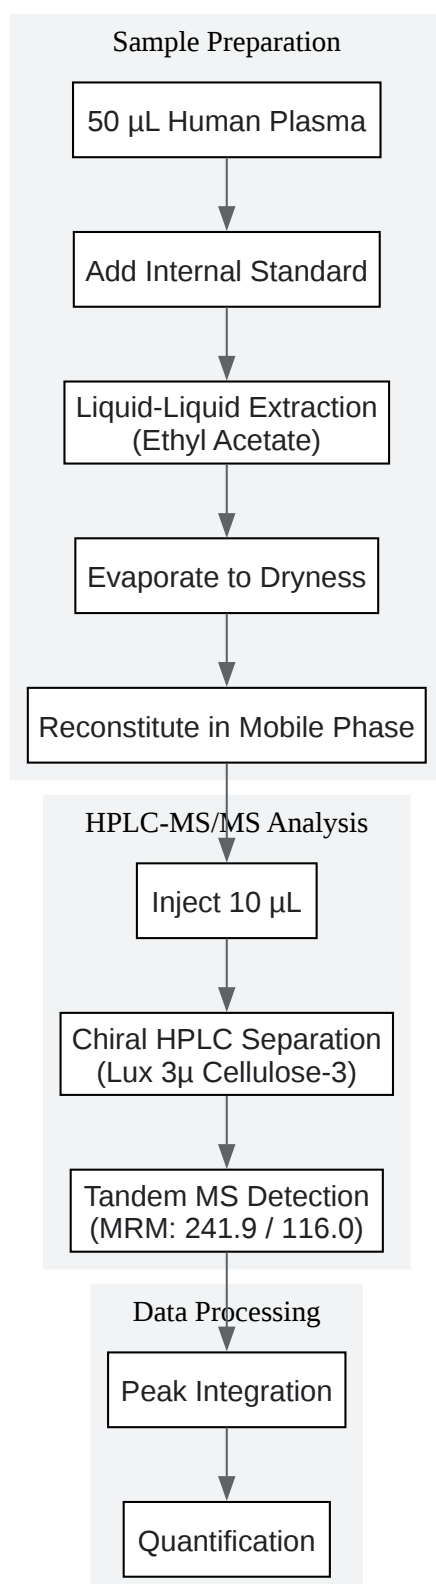 Sample Preparation
50 µL Human Plasma
Add Internal Standard
Liquid-Liquid Extraction
(Ethyl Acetate)
Evaporate to Dryness
Reconstitute in Mobile Phase
HPLC-MS/MS Analysis
Inject 10 µL
Chiral HPLC Separation
(Lux 3µ Cellulose-3)
Tandem MS Detection
(MRM: 241.9 / 116.0)
Data Processing
Peak Integration
Quantification